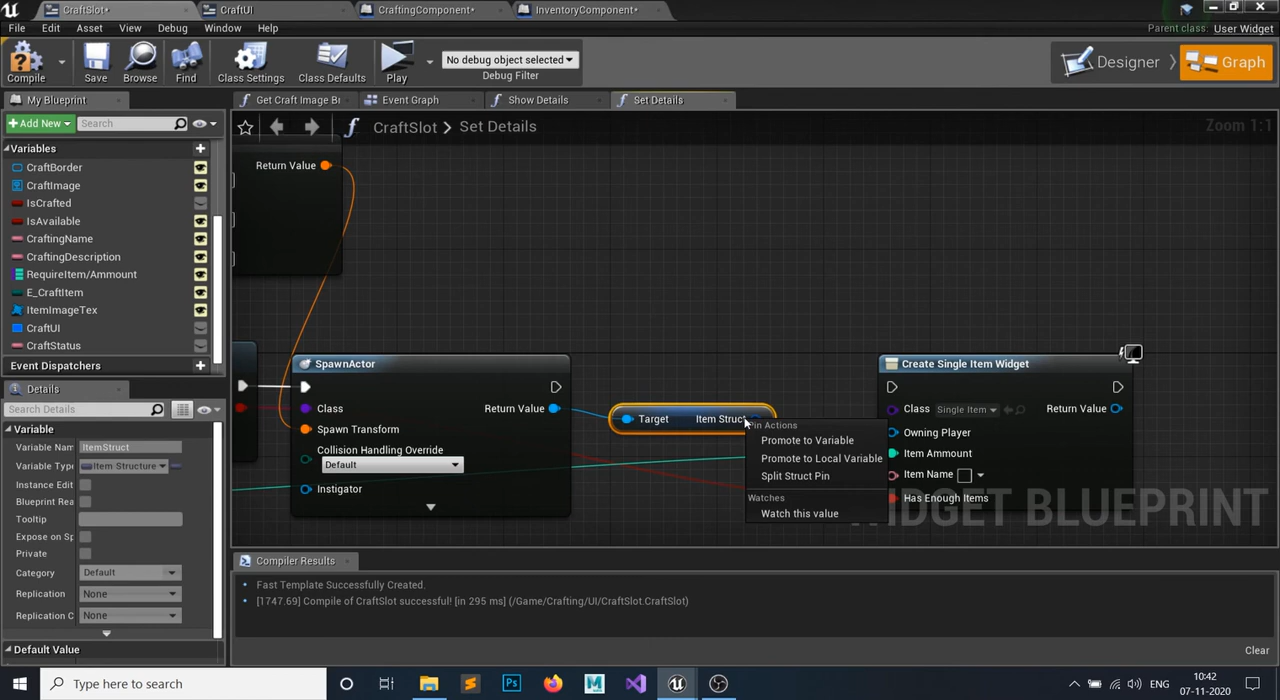 CraftSlot*
CraftUI
CraftingComponent*
InventoryComponent*
File Edit Asset View Debug Window Help
Parent class: User Widget
Compile
Save
Browse
Find
Class Settings
Class Defaults
Play
No debug object selected
Debug Filter
Designer
Graph
My Blueprint
Get Craft Image Br
Event Graph
Show Details
Set Details
Add New
Search
CraftSlot > Set Details
Zoom 1:1
Variables
CraftBorder
CraftImage
IsCrafted
IsAvailable
CraftingName
CraftingDescription
RequireItem/Ammount
E_CraftItem
ItemImageTex
CraftUI
CraftStatus
Event Dispatchers
Details
Search Details
Variable
Variable Nam ItemStruct
Variable Type Item Structure
Instance Edit
Blueprint Rea
Tooltip
Expose on Sp
Private
Category Default
Replication None
Replication C None
Default Value
Return Value
SpawnActor
Class
Return Value
Spawn Transform
Collision Handling Override
Default
Instigator
Target Item Struct
Pin Actions
Promote to Variable
Promote to Local Variable
Split Struct Pin
Watches
Watch this value
Create Single Item Widget
Class Single Item
Return Value
Owning Player
Item Ammount
Item Name
Has Enough Items
WIDGET BLUEPRINT
Compiler Results
Fast Template Successfully Created.
[1747.69] Compile of CraftSlot successful! [in 295 ms] (/Game/Crafting/UI/CraftSlot.CraftSlot)
Clear
Type here to search
Ps
M
ENG
10:42
07-11-2020